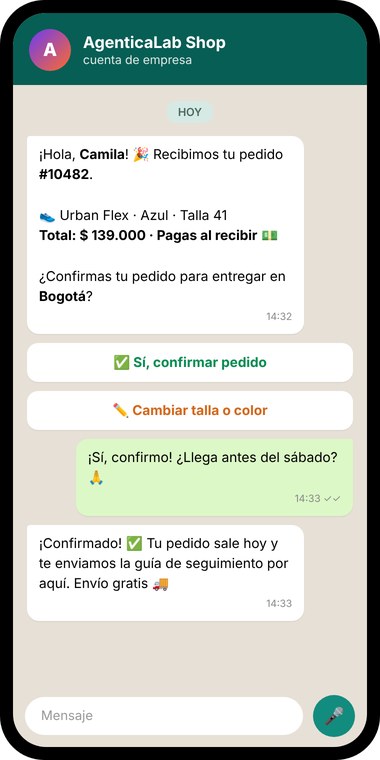 A
AgenticaLab Shop
cuenta de empresa
HOY
¡Hola, Camila! 🎉 Recibimos tu pedido
#10482.
👟 Urban Flex · Azul · Talla 41
Total: $ 139.000 · Pagas al recibir 💵
¿Confirmas tu pedido para entregar en
Bogotá?
14:32
✅ Sí, confirmar pedido
✏️ Cambiar talla o color
¡Sí, confirmo! ¿Llega antes del sábado?
🙏
14:33 ✓✓
¡Confirmado! ✅ Tu pedido sale hoy y
te enviamos la guía de seguimiento por
aquí. Envío gratis 🚚
14:33
Mensaje